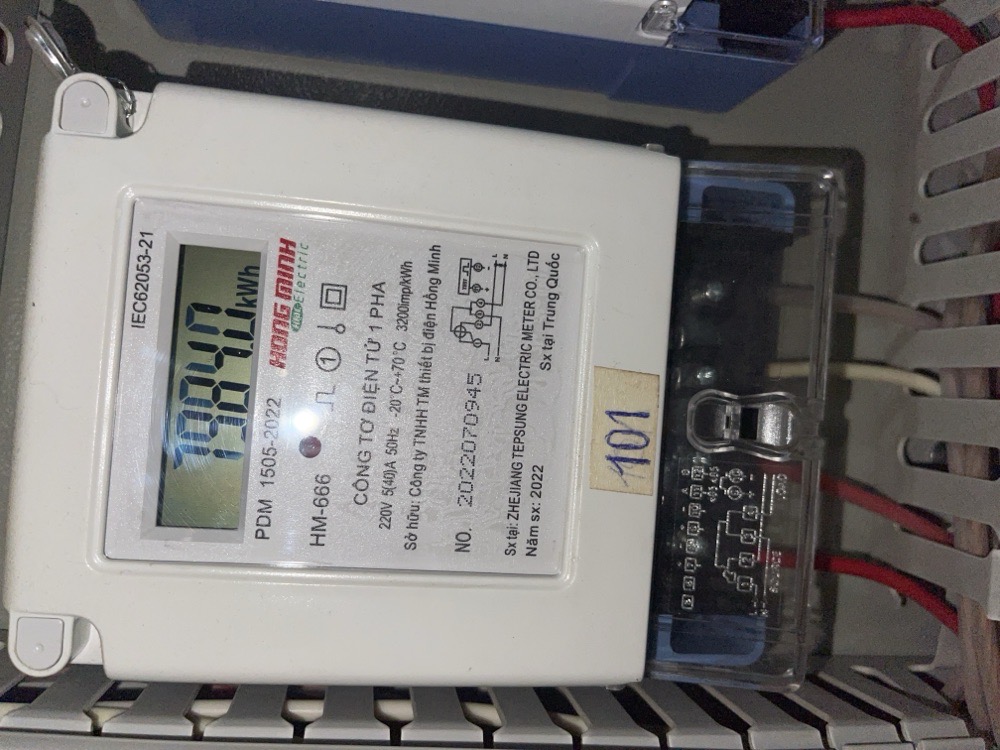 IEC62053-21
kWh
PDM 1505-2022
HONG MINH
Electric
HM-666
1
CÔNG TƠ ĐIỆN TỬ 1 PHA
220V 5(40)A 50Hz -20°C~+70°C 3200imp/kWh
Sở hữu: Công ty TNHH TM thiết bị điện Hồng Minh
NO. 2022070945
Sx tại: ZHEJIANG TEPSUNG ELECTRIC METER CO., LTD
Năm sx: 2022
Sx tại Trung Quốc
101